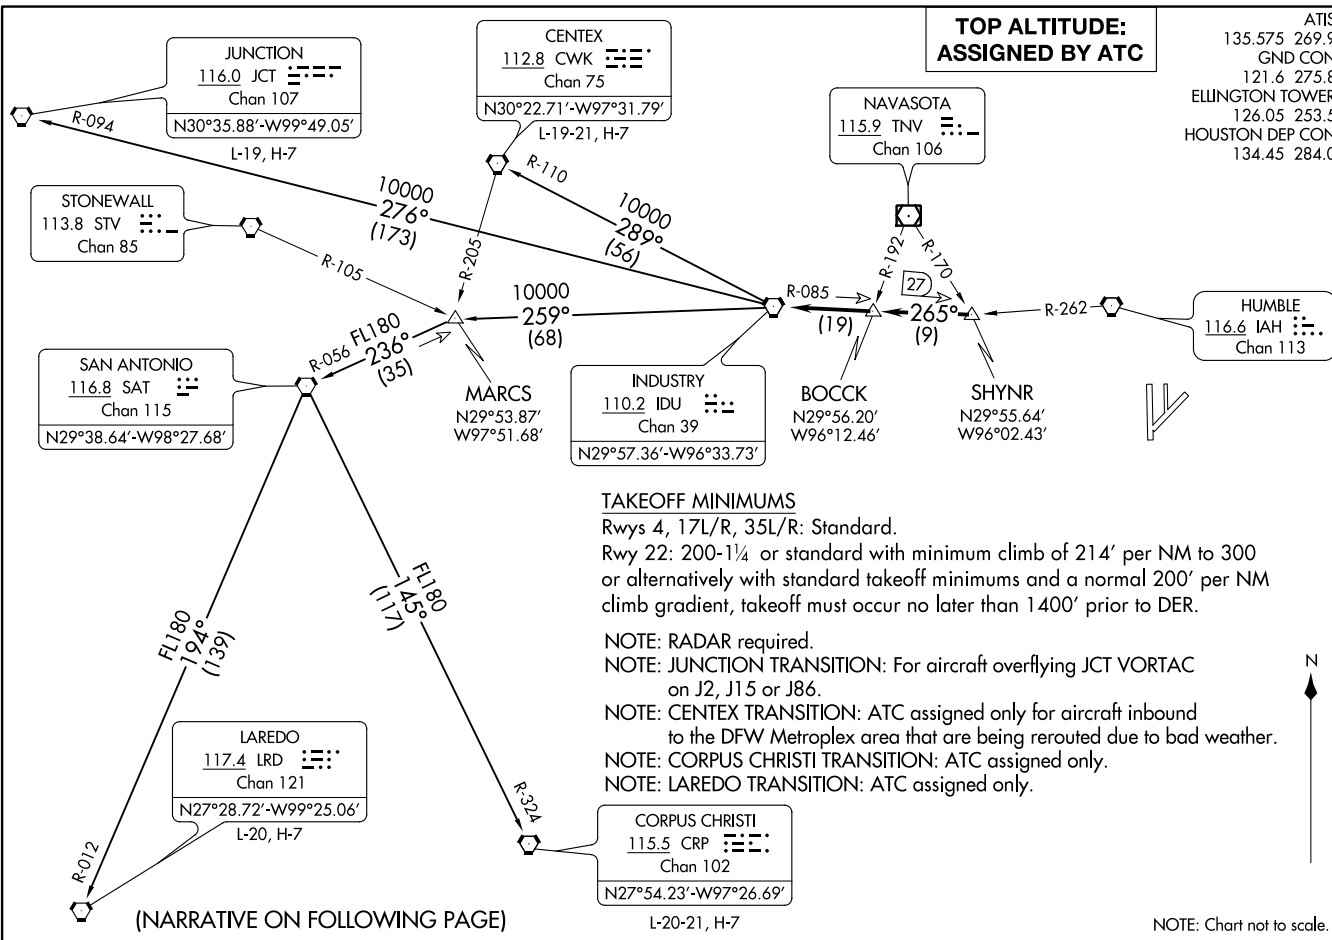 TOP ALTITUDE:
ASSIGNED BY ATC
ATIS
135.575 269.9
GND CON
121.6 275.8
ELLINGTON TOWER
126.05 253.5
HOUSTON DEP CON
134.45 284.0
JUNCTION
116.0 JCT
Chan 107
N30°35.88′-W99°49.05′
L-19, H-7
CENTEX
112.8 CWK
Chan 75
N30°22.71′-W97°31.79′
L-19-21, H-7
NAVASOTA
115.9 TNV
Chan 106
STONEWALL
113.8 STV
Chan 85
R-094
R-110
10000
276°
(173)
10000
289°
(56)
R-205
R-105
R-192
R-170
27
R-085
(19)
265°
(9)
R-262
HUMBLE
116.6 IAH
Chan 113
10000
259°
(68)
FL180
236°
(35)
R-056
SAN ANTONIO
116.8 SAT
Chan 115
N29°38.64′-W98°27.68′
MARCS
N29°53.87′
W97°51.68′
INDUSTRY
110.2 IDU
Chan 39
N29°57.36′-W96°33.73′
BOCCK
N29°56.20′
W96°12.46′
SHYNR
N29°55.64′
W96°02.43′
TAKEOFF MINIMUMS
Rwys 4, 17L/R, 35L/R: Standard.
Rwy 22: 200-1¼ or standard with minimum climb of 214′ per NM to 300
or alternatively with standard takeoff minimums and a normal 200′ per NM
climb gradient, takeoff must occur no later than 1400′ prior to DER.
NOTE: RADAR required.
NOTE: JUNCTION TRANSITION: For aircraft overflying JCT VORTAC
on J2, J15 or J86.
NOTE: CENTEX TRANSITION: ATC assigned only for aircraft inbound
to the DFW Metroplex area that are being rerouted due to bad weather.
NOTE: CORPUS CHRISTI TRANSITION: ATC assigned only.
NOTE: LAREDO TRANSITION: ATC assigned only.
N
FL180
194°
(139)
FL180
145°
(117)
LAREDO
117.4 LRD
Chan 121
N27°28.72′-W99°25.06′
L-20, H-7
R-012
R-324
CORPUS CHRISTI
115.5 CRP
Chan 102
N27°54.23′-W97°26.69′
L-20-21, H-7
(NARRATIVE ON FOLLOWING PAGE)
NOTE: Chart not to scale.